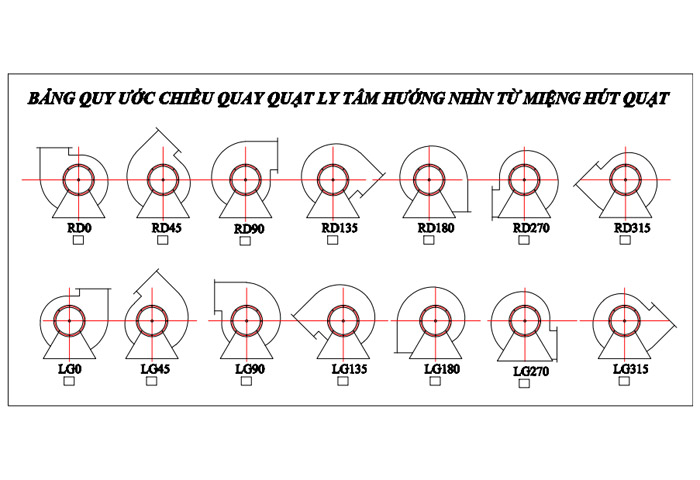 BẢNG QUY ƯỚC CHIỀU QUAY QUẠT LY TÂM HƯỚNG NHÌN TỪ MIỆNG HÚT QUẠT
RD0 RD45 RD90 RD135 RD180 RD270 RD315
LG0 LG45 LG90 LG135 LG180 LG270 LG315